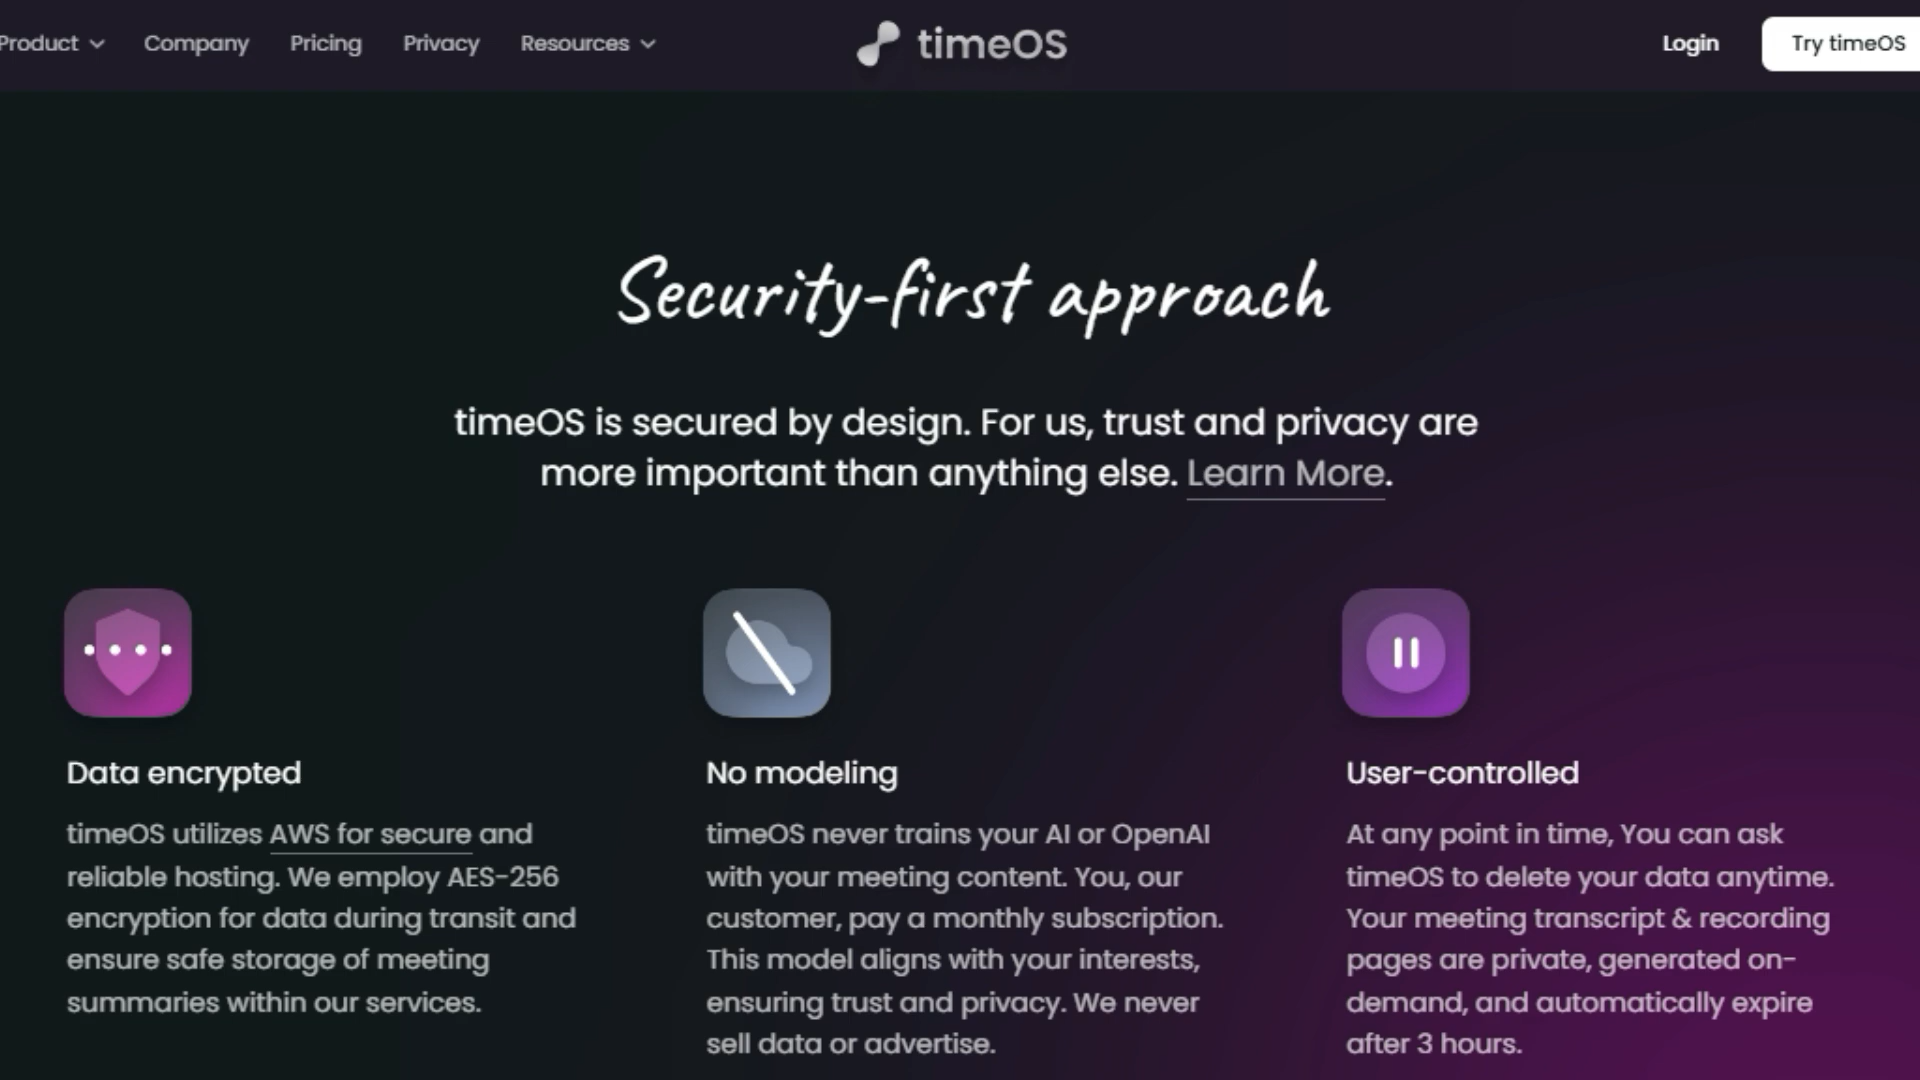 Product
Company
Pricing
Privacy
Resources
timeOS
Login
Try timeOS
Security-first approach
timeOS is secured by design. For us, trust and privacy are
more important than anything else. Learn More.
Data encrypted
timeOS utilizes AWS for secure and
reliable hosting. We employ AES-256
encryption for data during transit and
ensure safe storage of meeting
summaries within our services.
No modeling
timeOS never trains your AI or OpenAI
with your meeting content. You, our
customer, pay a monthly subscription.
This model aligns with your interests,
ensuring trust and privacy. We never
sell data or advertise.
User-controlled
At any point in time, You can ask
timeOS to delete your data anytime.
Your meeting transcript & recording
pages are private, generated on-
demand, and automatically expire
after 3 hours.